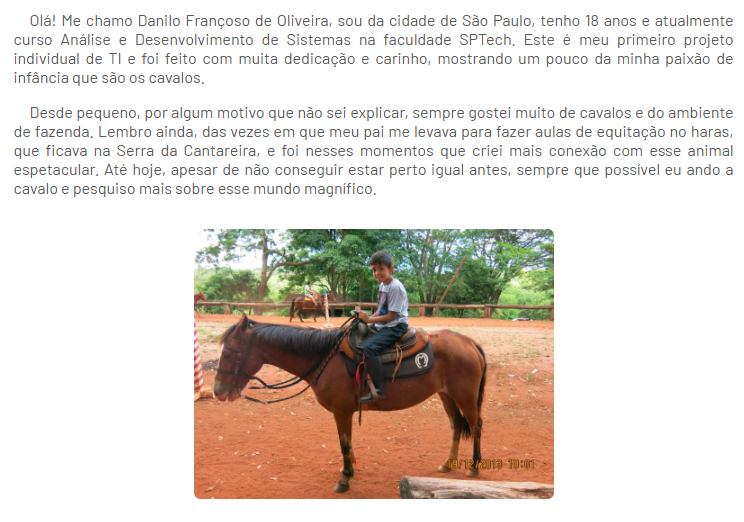 Olá! Me chamo Danilo Françoso de Oliveira, sou da cidade de São Paulo, tenho 18 anos e atualmente
curso Análise e Desenvolvimento de Sistemas na faculdade SPTech. Este é meu primeiro projeto
individual de TI e foi feito com muita dedicação e carinho, mostrando um pouco da minha paixão de
infância que são os cavalos.
Desde pequeno, por algum motivo que não sei explicar, sempre gostei muito de cavalos e do ambiente
de fazenda. Lembro ainda, das vezes em que meu pai me levava para fazer aulas de equitação no haras,
que ficava na Serra da Cantareira, e foi nesses momentos que criei mais conexão com esse animal
espetacular. Até hoje, apesar de não conseguir estar perto igual antes, sempre que possível eu ando a
cavalo e pesquiso mais sobre esse mundo magnífico.